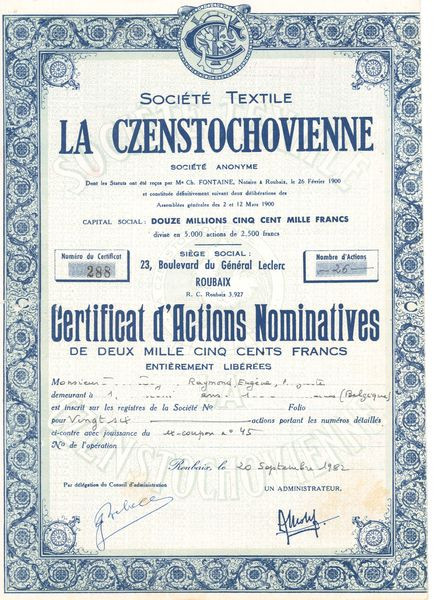 SOCIÉTÉ TEXTILE
LA CZENSTOCHOVIENNE
SOCIÉTÉ ANONYME
Dont les Statuts ont été reçus par Me Ch. FONTAINE, Notaire à Roubaix, le 26 Février 1900
et constituée définitivement suivant deux délibérations des
Assemblées générales des 2 et 12 Mars 1900
CAPITAL SOCIAL: DOUZE MILLIONS CINQ CENT MILLE FRANCS
divisé en 5.000 actions de 2.500 francs
SIÈGE SOCIAL:
23, Boulevard du Général Leclerc
ROUBAIX
R. C. Roubaix 3.927
Numéro du Certificat
288
Nombre d'Actions
26
Certificat d'Actions Nominatives
DE DEUX MILLE CINQ CENTS FRANCS
ENTIÈREMENT LIBÉRÉES
Monsieur Raymond, Eugène,
demeurant à (Belgique)
est inscrit sur les registres de la Société No Folio
pour Vingt six actions portant les numéros détaillés
ci-contre avec jouissance du ex-coupon n° 45
No de l'opération
Roubaix, le 20 Septembre 1982
Par délégation du Conseil d'administration
UN ADMINISTRATEUR.
C
C